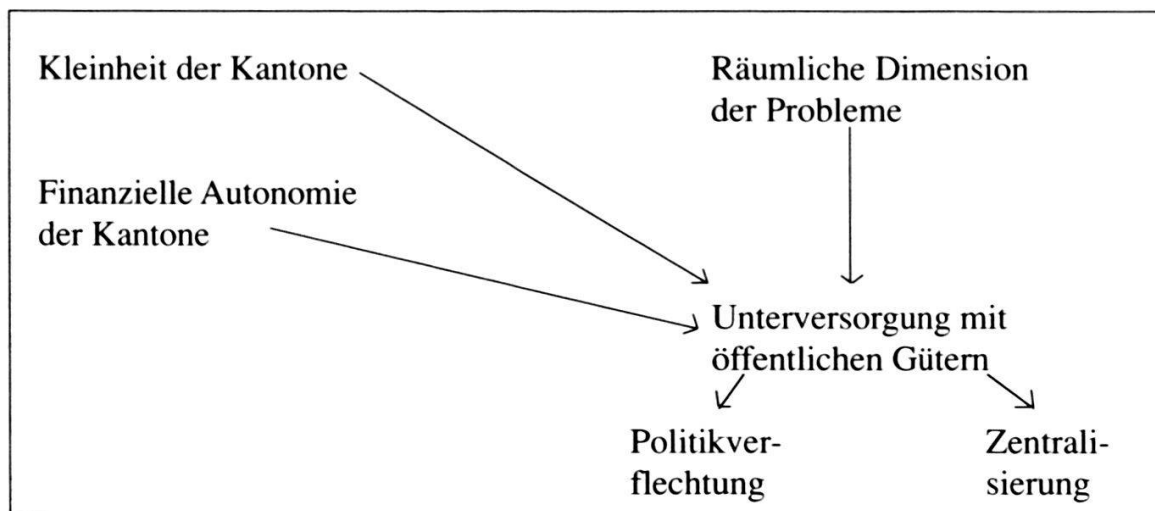 Kleinheit der Kantone
Räumliche Dimension
der Probleme
Finanzielle Autonomie
der Kantone
Unterversorgung mit
öffentlichen Gütern
Politikver-
flechtung
Zentrali-
sierung